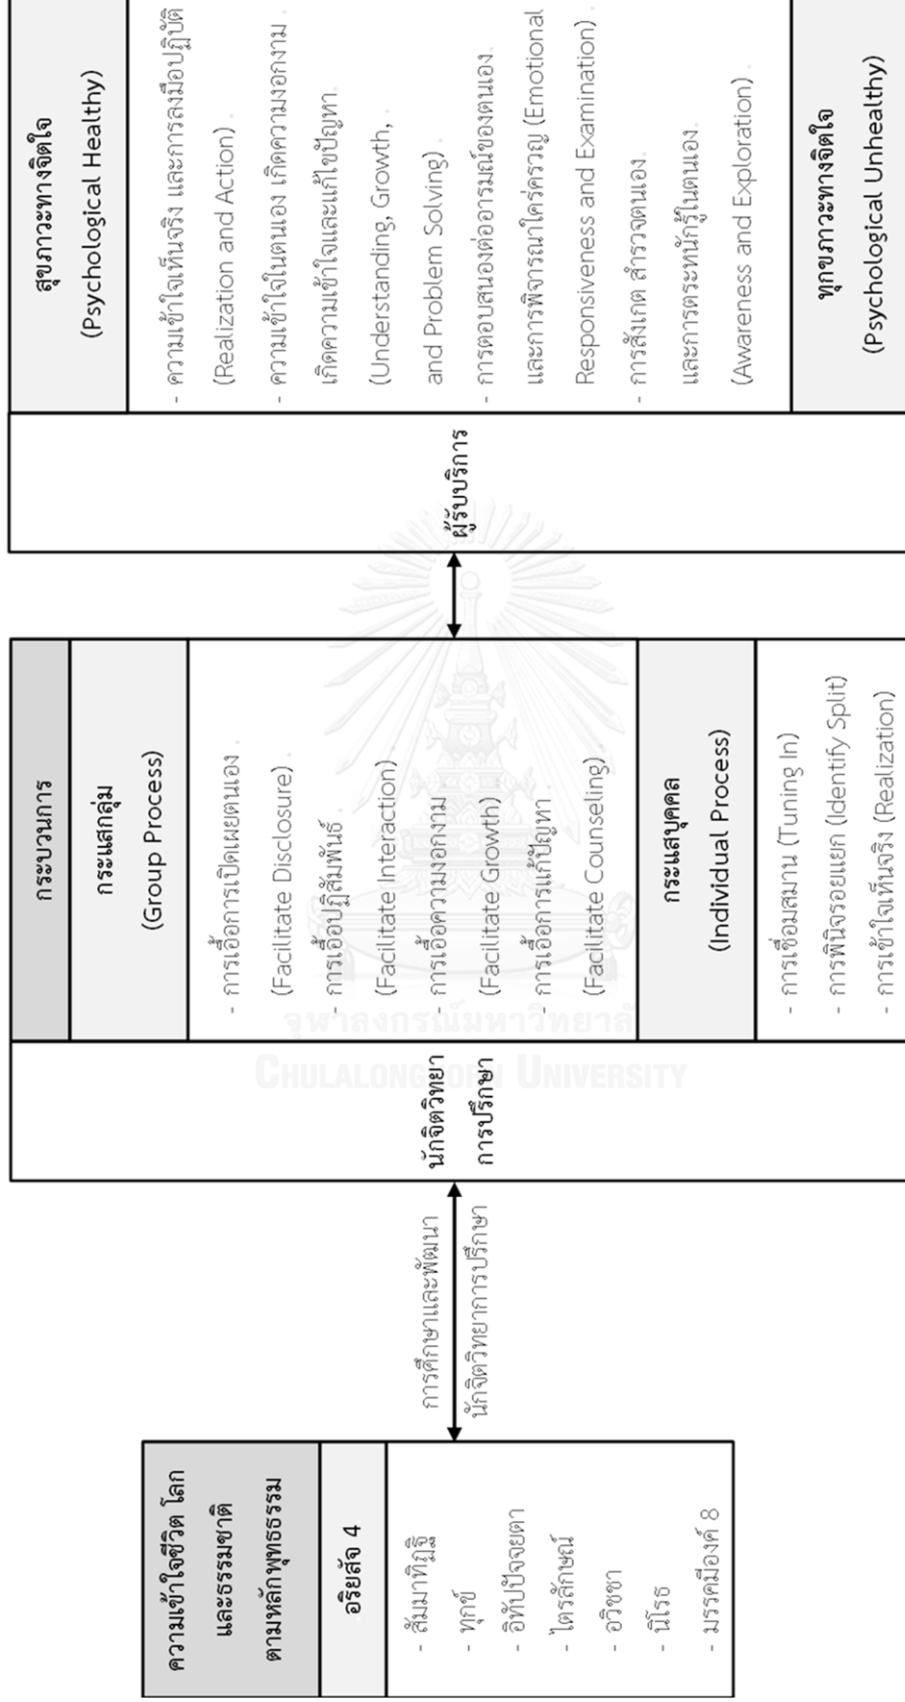 ความเข้าใจชีวิต โลก
และธรรมชาติ
ตามหลักพุทธธรรม
อริยสัจ 4
- สัมมาทิฏฐิ
- ทุกข์
- อิทัปปัจจยตา
- ไตรลักษณ์
- อวิชชา
- นิโรธ
- มรรคมีองค์ 8
การศึกษาและพัฒนา
นักจิตวิทยาการปรึกษา
นักจิตวิทยา
การปรึกษา
กระบวนการ
กระแสกลุ่ม
(Group Process)
- การเอื้อการเปิดเผยตนเอง
(Facilitate Disclosure)
- การเอื้อปฏิสัมพันธ์
(Facilitate Interaction)
- การเอื้อความงอกงาม
(Facilitate Growth)
- การเอื้อการแก้ปัญหา
(Facilitate Counseling)
กระแสบุคคล
(Individual Process)
- การเชื่อมสมาน (Tuning In)
- การพินิจรอยแยก (Identify Split)
- การเข้าใจเห็นจริง (Realization)
ผู้รับบริการ
สุขภาวะทางจิตใจ
(Psychological Healthy)
- ความเข้าใจเห็นจริง และการลงมือปฏิบัติ
(Realization and Action)
- ความเข้าใจในตนเอง เกิดความงอกงาม
เกิดความเข้าใจและแก้ไขปัญหา
(Understanding, Growth,
and Problem Solving)
- การตอบสนองต่ออารมณ์ของตนเอง
และการพิจารณาใคร่ครวญ (Emotional
Responsiveness and Examination)
- การสังเกต สำรวจตนเอง
และการตระหนักรู้ในตนเอง
(Awareness and Exploration)
ทุกขภาวะทางจิตใจ
(Psychological Unhealthy)
จุฬาลงกรณ์มหาวิทยาลั
CHULALONG UNIVERSITY